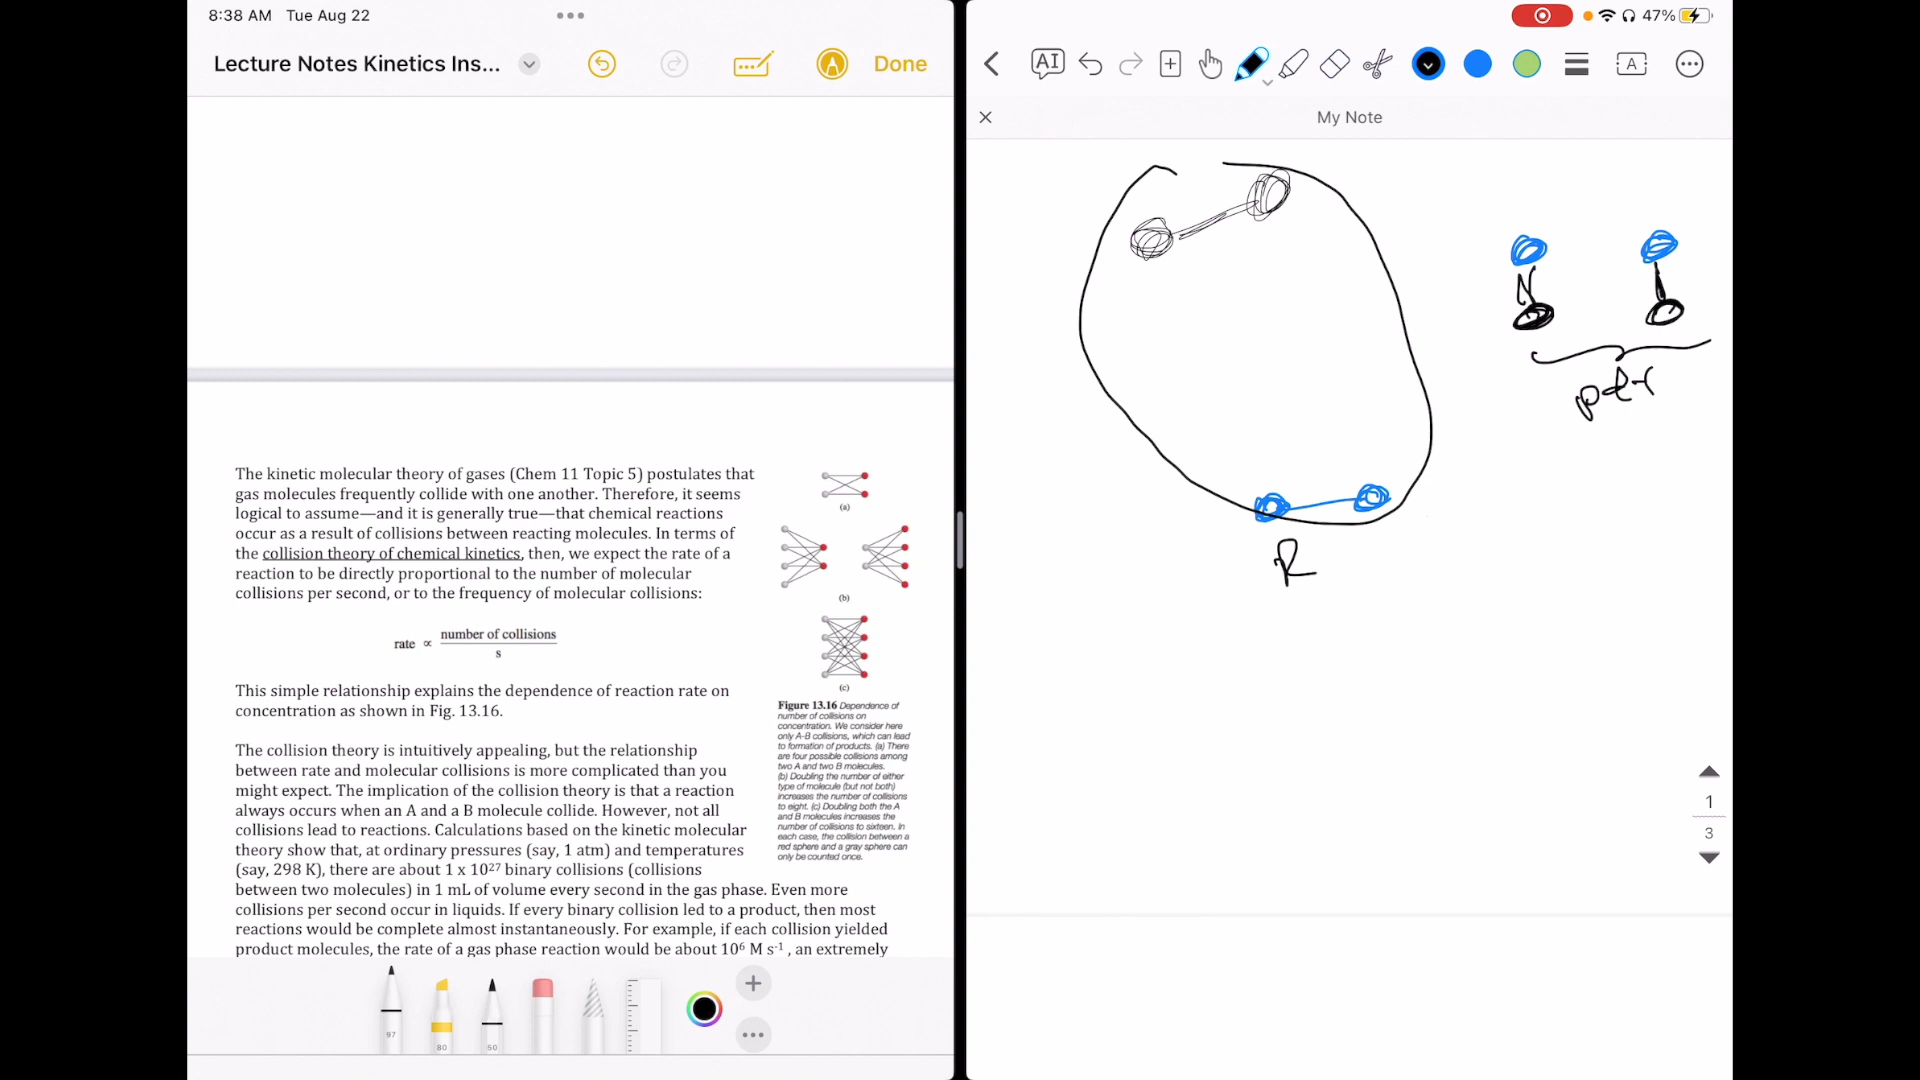 8:38 AM Tue Aug 22
47%
Lecture Notes Kinetics Ins...
Done
AI
A
My Note
The kinetic molecular theory of gases (Chem 11 Topic 5) postulates that
gas molecules frequently collide with one another. Therefore, it seems
logical to assume—and it is generally true—that chemical reactions
occur as a result of collisions between reacting molecules. In terms of
the collision theory of chemical kinetics, then, we expect the rate of a
reaction to be directly proportional to the number of molecular
collisions per second, or to the frequency of molecular collisions:
rate ∝ number of collisions
s
This simple relationship explains the dependence of reaction rate on
concentration as shown in Fig. 13.16.
The collision theory is intuitively appealing, but the relationship
between rate and molecular collisions is more complicated than you
might expect. The implication of the collision theory is that a reaction
always occurs when an A and a B molecule collide. However, not all
collisions lead to reactions. Calculations based on the kinetic molecular
theory show that, at ordinary pressures (say, 1 atm) and temperatures
(say, 298 K), there are about 1 x 10²⁷ binary collisions (collisions
between two molecules) in 1 mL of volume every second in the gas phase. Even more
collisions per second occur in liquids. If every binary collision led to a product, then most
reactions would be complete almost instantaneously. For example, if each collision yielded
product molecules, the rate of a gas phase reaction would be about 10⁶ M s⁻¹ , an extremely
(a)
(b)
(c)
Figure 13.16 Dependence of
number of collisions on
concentration. We consider here
only A-B collisions, which can lead
to formation of products. (a) There
are four possible collisions among
two A and two B molecules.
(b) Doubling the number of either
type of molecule (but not both)
increases the number of collisions
to eight. (c) Doubling both the A
and B molecules increases the
number of collisions to sixteen. In
each case, the collision between a
red sphere and a gray sphere can
only be counted once.
97
80
50
R
1
3